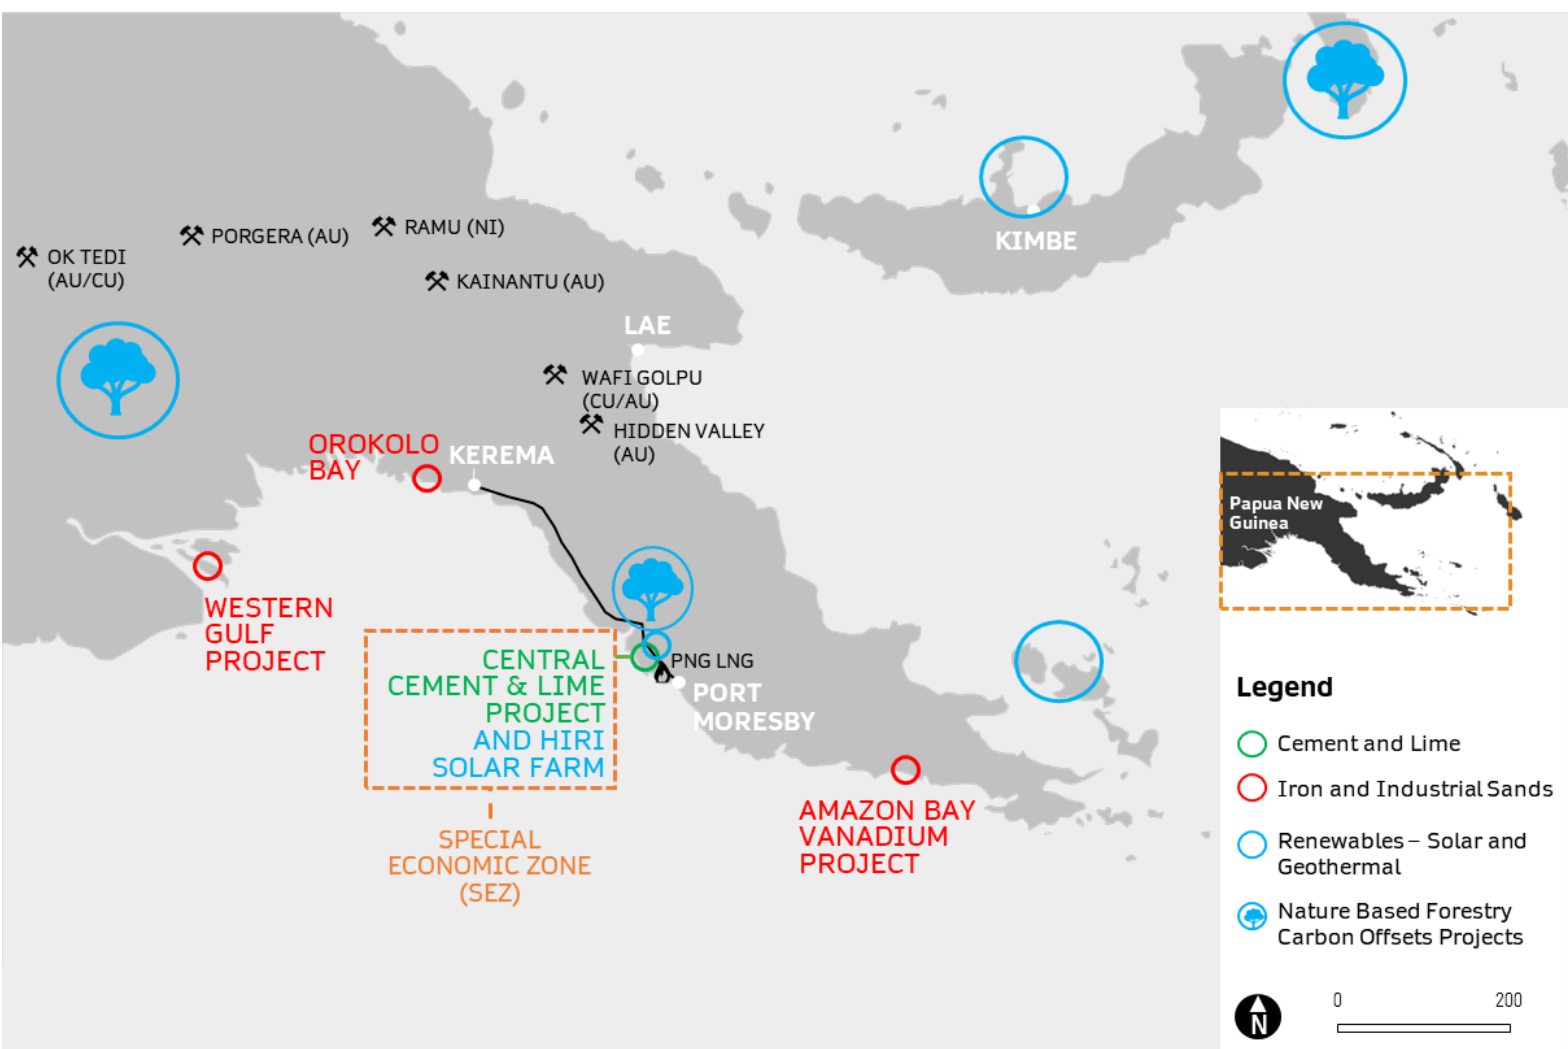 OK TEDI
(AU/CU)
PORGERA (AU)
RAMU (NI)
KAINANTU (AU)
KIMBE
LAE
WAFI GOLPU
(CU/AU)
HIDDEN VALLEY
(AU)
OROKOLO
BAY
KEREMA
WESTERN
GULF
PROJECT
CENTRAL
CEMENT & LIME
PROJECT
AND HIRI
SOLAR FARM
PNG LNG
PORT
MORESBY
SPECIAL
ECONOMIC ZONE
(SEZ)
AMAZON BAY
VANADIUM
PROJECT
Papua New
Guinea
Legend
Cement and Lime
Iron and Industrial Sands
Renewables – Solar and
Geothermal
Nature Based Forestry
Carbon Offsets Projects
N
0 200